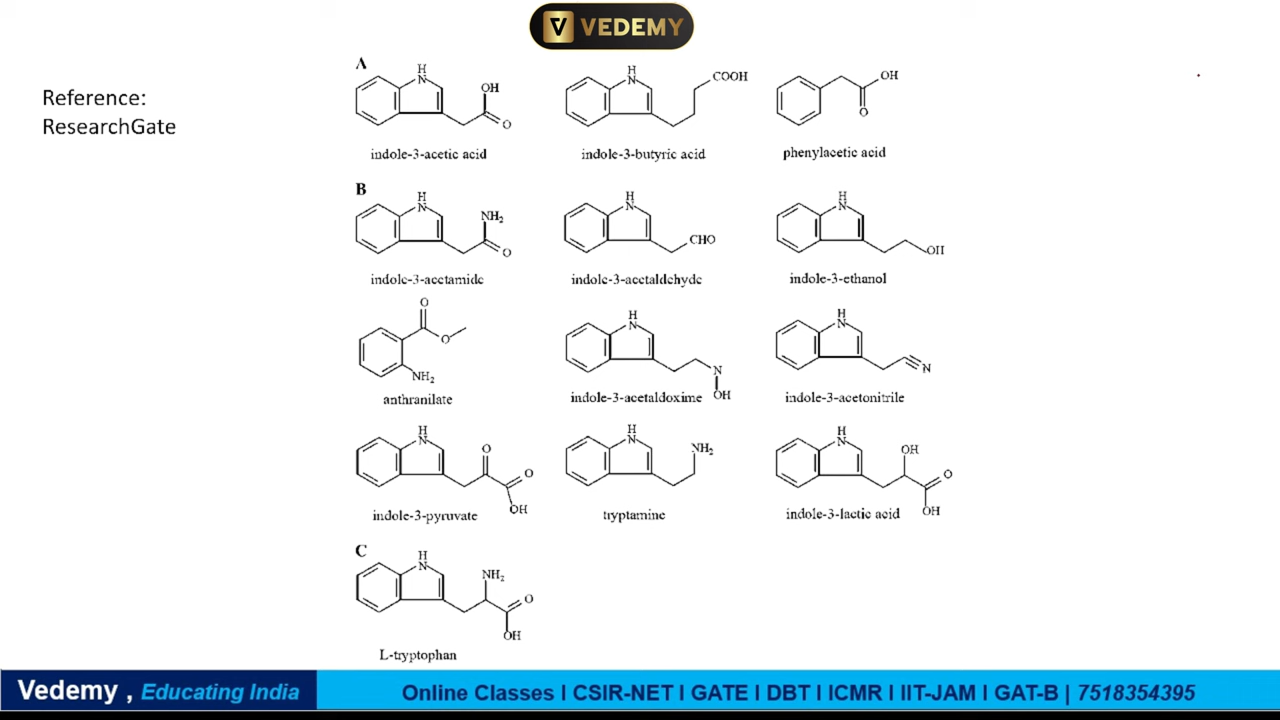 VEDEMY
Reference:
ResearchGate
A
H
N
OH
O
indole-3-acetic acid
H
N
COOH
indole-3-butyric acid
OH
O
phenylacetic acid
B
H
N
NH₂
O
indole-3-acetamide
H
N
CHO
indole-3-acetaldehyde
H
N
OH
indole-3-ethanol
O
O
NH₂
anthranilate
H
N
N
OH
indole-3-acetaldoxime
H
N
N
indole-3-acetonitrile
H
N
O
O
OH
indole-3-pyruvate
H
N
NH₂
tryptamine
H
N
OH
O
OH
indole-3-lactic acid
C
H
N
NH₂
O
OH
L-tryptophan
Vedemy , Educating India
Online Classes I CSIR-NET I GATE I DBT I ICMR I IIT-JAM I GAT-B | 7518354395